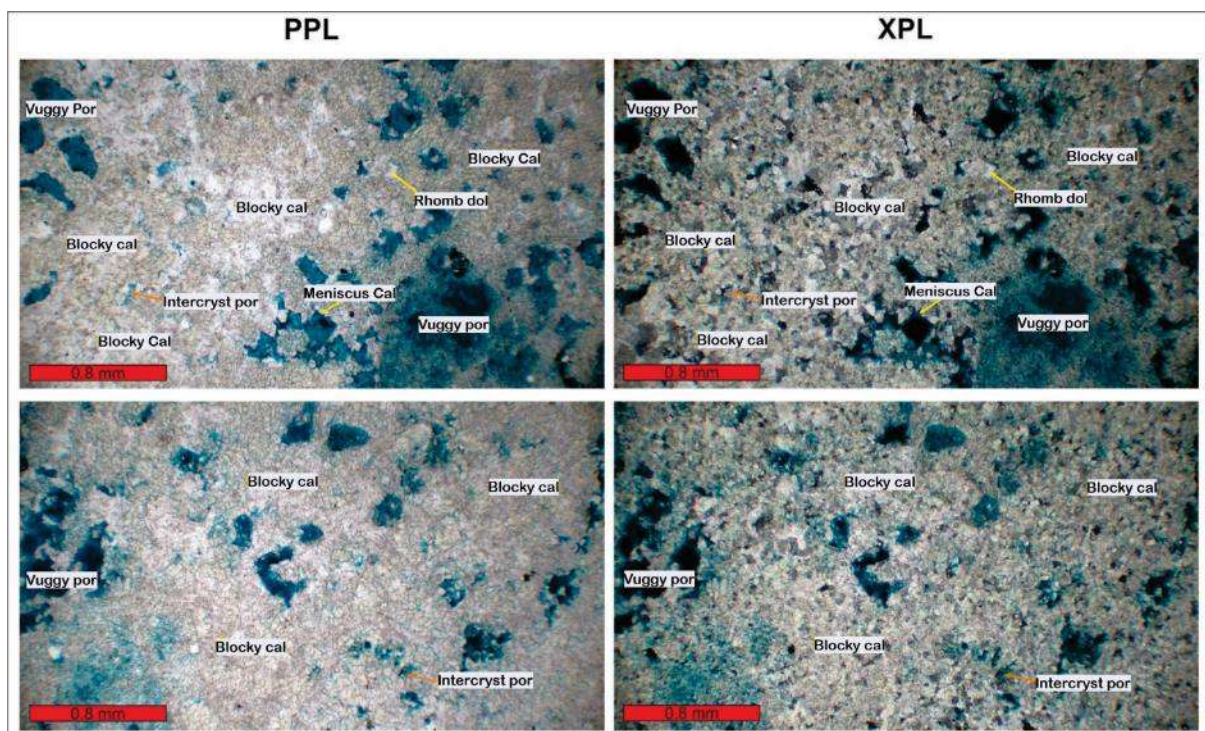 PPL
XPL
Vuggy Por
Blocky Cal
Rhomb dol
Blocky cal
Blocky cal
Intercryst por
Meniscus Cal
Vuggy por
Blocky Cal
0.8 mm
Vuggy Por
Blocky cal
Rhomb dol
Blocky cal
Blocky cal
Intercryst por
Meniscus Cal
Vuggy por
Blocky cal
0.8 mm
Blocky cal
Blocky cal
Vuggy por
Blocky cal
Intercryst por
0.8 mm
Blocky cal
Blocky cal
Vuggy por
Blocky cal
Intercryst por
0.8 mm